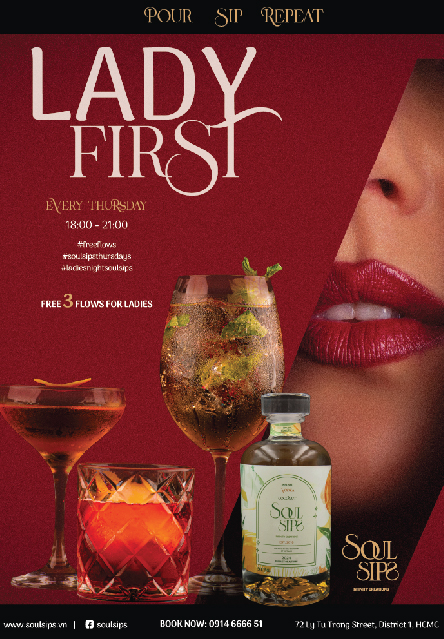 POUR SIP REPEAT
LADY
FIRST
EVERY THURSDAY
18:00 - 21:00
#freeflows
#soulsipsthursdays
#ladiesnightsoulsips
FREE 3 FLOWS FOR LADIES
SOUL
SIPS
SOUL
SIPS
www.soulsips.vn | soulsips
BOOK NOW: 0914 6666 51
72 Ly Tu Trong Street, District 1, HCMC